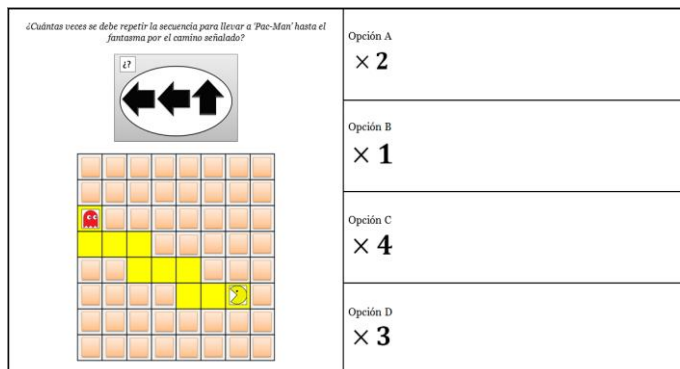 ¿Cuántas veces se debe repetir la secuencia para llevar a 'Pac-Man' hasta el
fantasma por el camino señalado?
¿?
Opción A
× 2
Opción B
× 1
Opción C
× 4
Opción D
× 3